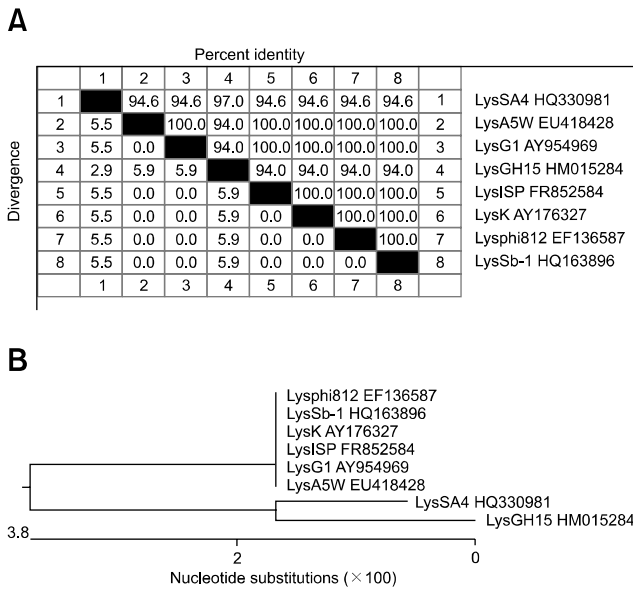 A
Percent identity
1 2 3 4 5 6 7 8
1 94.6 94.6 97.0 94.6 94.6 94.6 94.6 1 LysSA4 HQ330981
2 5.5 100.0 94.0 100.0 100.0 100.0 100.0 2 LysA5W EU418428
3 5.5 0.0 94.0 100.0 100.0 100.0 100.0 3 LysG1 AY954969
4 2.9 5.9 5.9 94.0 94.0 94.0 94.0 4 LysGH15 HM015284
5 5.5 0.0 0.0 5.9 100.0 100.0 100.0 5 LysISP FR852584
6 5.5 0.0 0.0 5.9 0.0 100.0 100.0 6 LysK AY176327
7 5.5 0.0 0.0 5.9 0.0 0.0 100.0 7 Lysphi812 EF136587
8 5.5 0.0 0.0 5.9 0.0 0.0 0.0 8 LysSb-1 HQ163896
1 2 3 4 5 6 7 8
Divergence
B
Lysphi812 EF136587
LysSb-1 HQ163896
LysK AY176327
LysISP FR852584
LysG1 AY954969
LysA5W EU418428
LysSA4 HQ330981
LysGH15 HM015284
3.8
2 0
Nucleotide substitutions (×100)